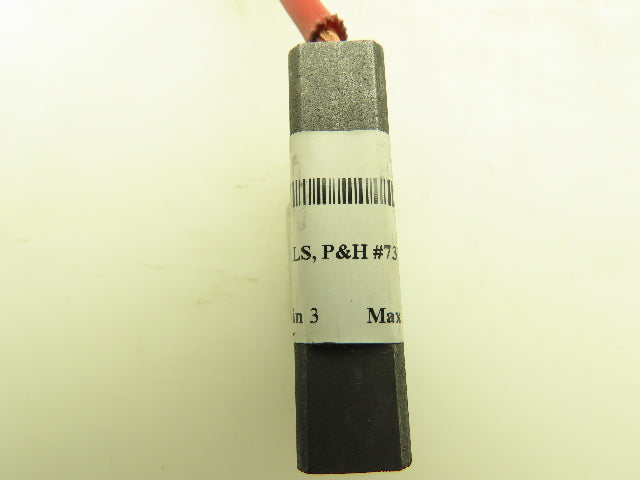 LS, P&H #73
in 3 Max